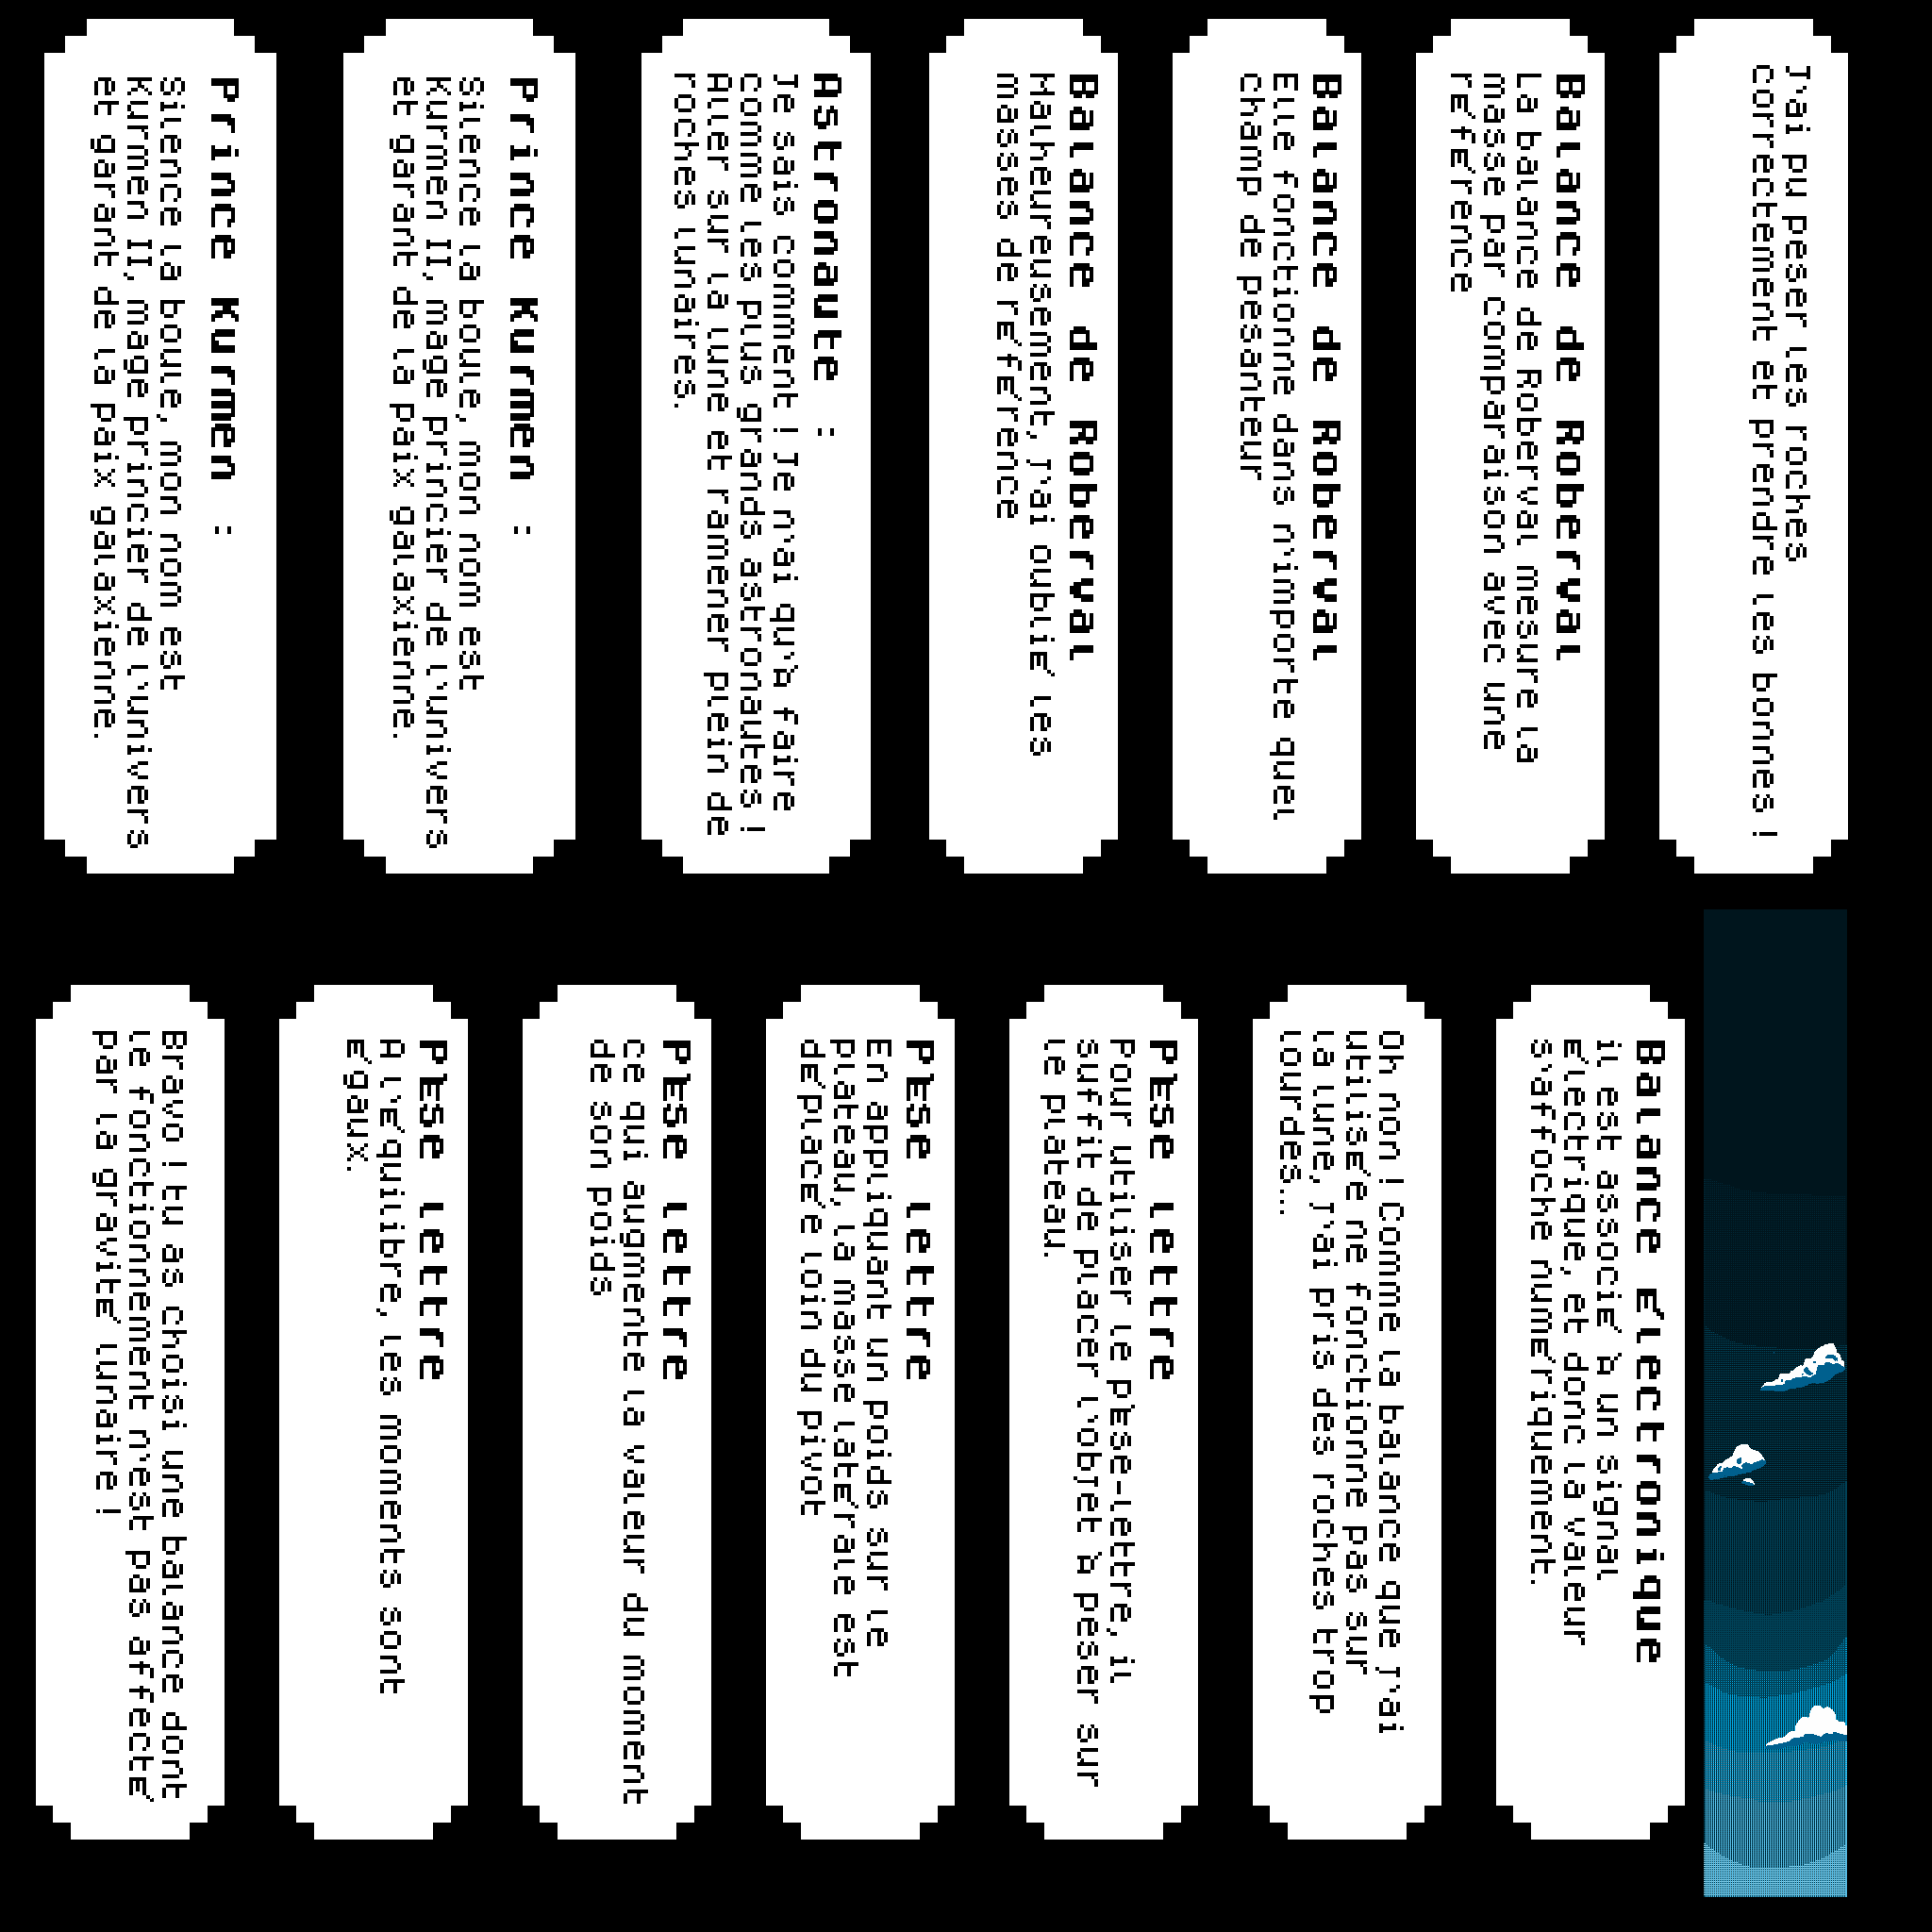 Prince Kurmen :
Silence la boule, mon nom est
Kurmen II, mage princier de l'univers
et garant de la paix galaxienne.
Prince Kurmen :
Silence la boule, mon nom est
Kurmen II, mage princier de l'univers
et garant de la paix galaxienne.
Astronaute :
Je sais comment ! Je n'ai qu'à faire
comme les plus grands astronautes !
Aller sur la lune et ramener plein de
roches lunaires.
Balance de Roberval
Malheureusement, j'ai oublié les
masses de référence
Balance de Roberval
Elle fonctionne dans n'importe quel
champ de pesanteur
Balance de Roberval
La balance de Roberval mesure la
masse par comparaison avec une
référence
J'ai pu peser les roches
correctement et prendre les bonnes !
Bravo ! tu as choisi une balance dont
le fonctionnement n'est pas affecté
par la gravité lunaire !
Pèse lettre
A l'équilibre, les moments sont
égaux.
Pèse lettre
ce qui augmente la valeur du moment
de son poids
Pèse lettre
En appliquant un poids sur le
plateau, la masse latérale est
déplacée loin du pivot
Pèse lettre
Pour utiliser le pèse-lettre, il
suffit de placer l'objet à peser sur
le plateau.
Oh non ! Comme la balance que j'ai
utilisée ne fonctionne pas sur
la lune, j'ai pris des roches trop
lourdes...
Balance électronique
il est associé à un signal
électrique, et donc la valeur
s'affoche numériquement.